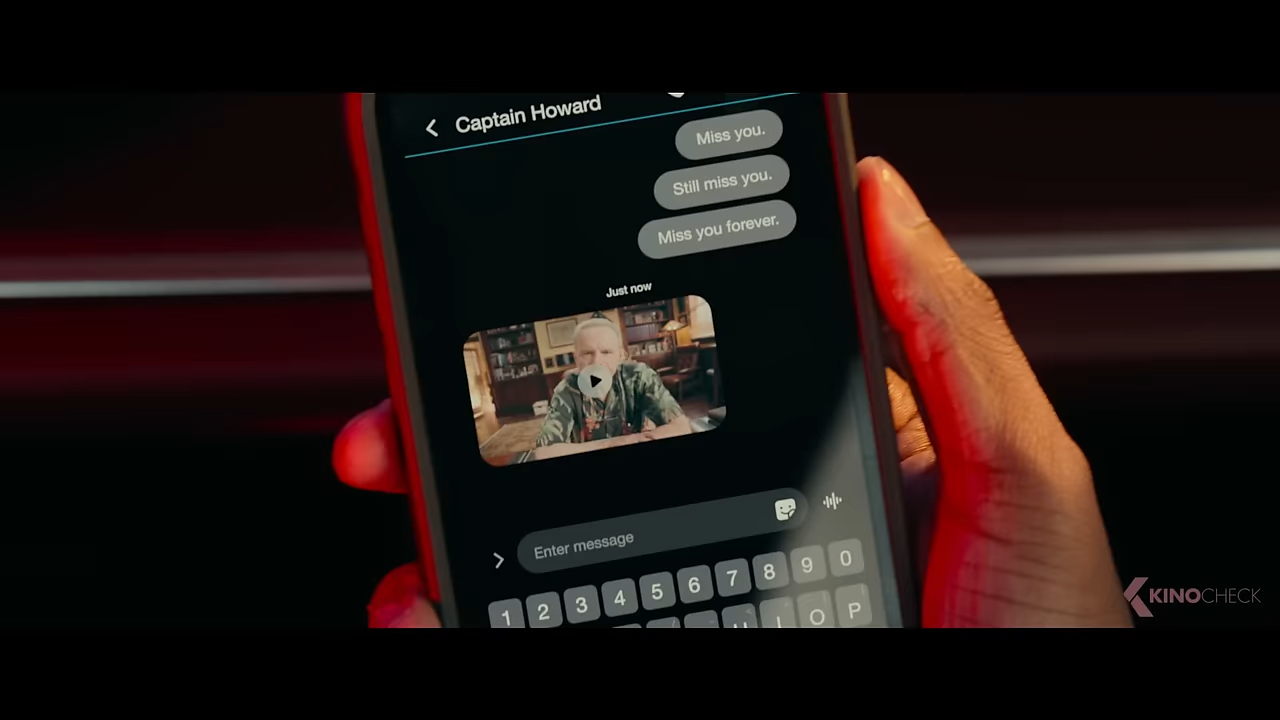 Captain Howard
Miss you.
Still miss you.
Miss you forever.
Just now
Enter message
1 2 3 4 5 6 7 8 9 0
U I O P
KINOCHECK